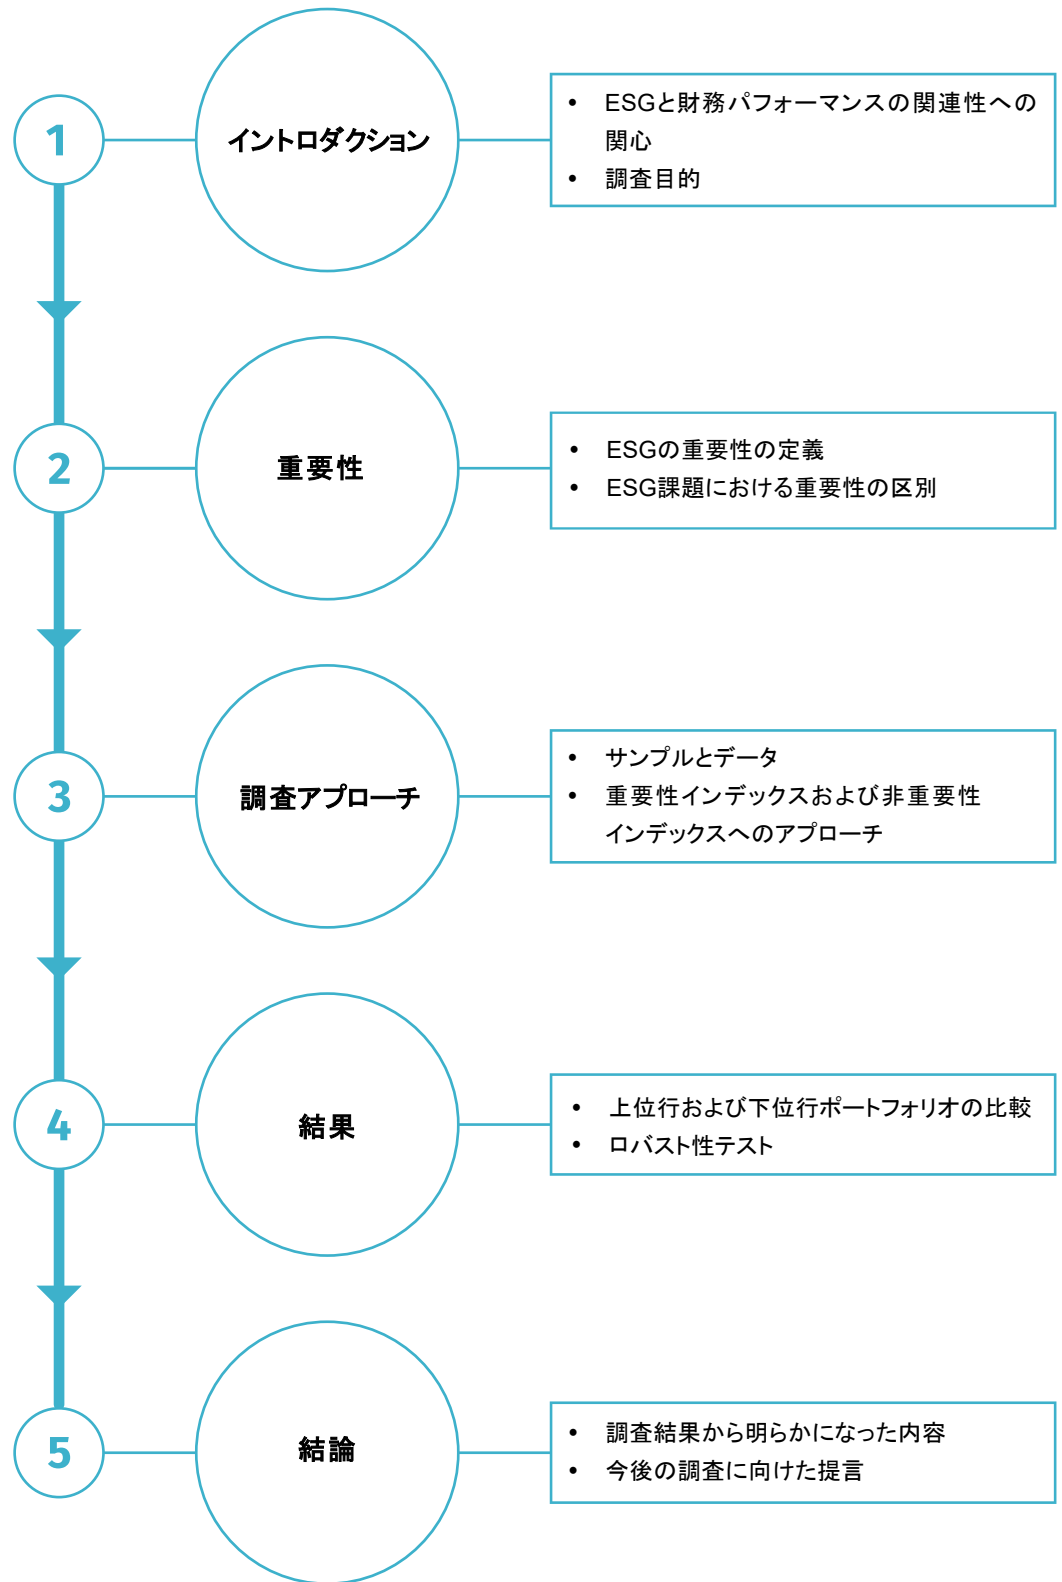 1
イントロダクション
• ESGと財務パフォーマンスの関連性への
関心
• 調査目的
2
重要性
• ESGの重要性の定義
• ESG課題における重要性の区別
3
調査アプローチ
• サンプルとデータ
• 重要性インデックスおよび非重要性
インデックスへのアプローチ
4
結果
• 上位行および下位行ポートフォリオの比較
• ロバスト性テスト
5
結論
• 調査結果から明らかになった内容
• 今後の調査に向けた提言